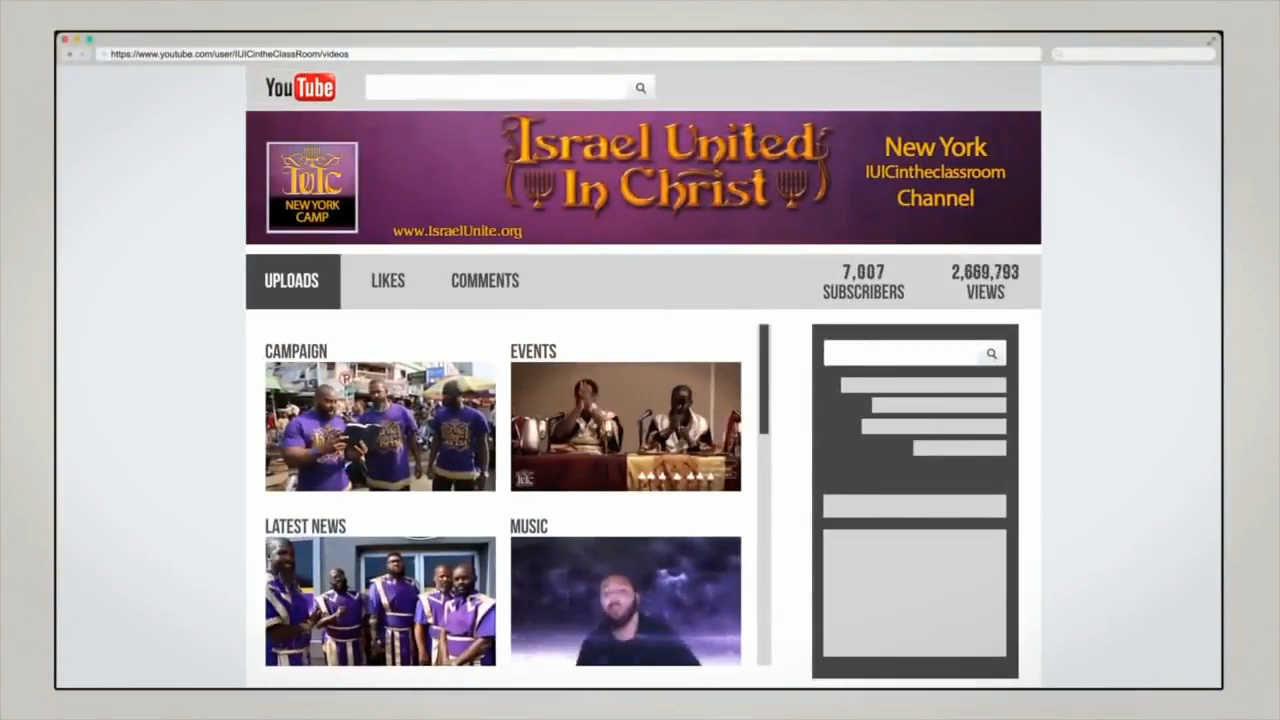 https://www.youtube.com/user/IUICintheClassRoom/videos
YouTube
Israel United
In Christ
IUIC
NEW YORK
CAMP
www.IsraelUnite.org
New York
IUICintheclassroom
Channel
UPLOADS
LIKES
COMMENTS
7,007
SUBSCRIBERS
2,669,793
VIEWS
CAMPAIGN
EVENTS
P
IUIC
LATEST NEWS
MUSIC